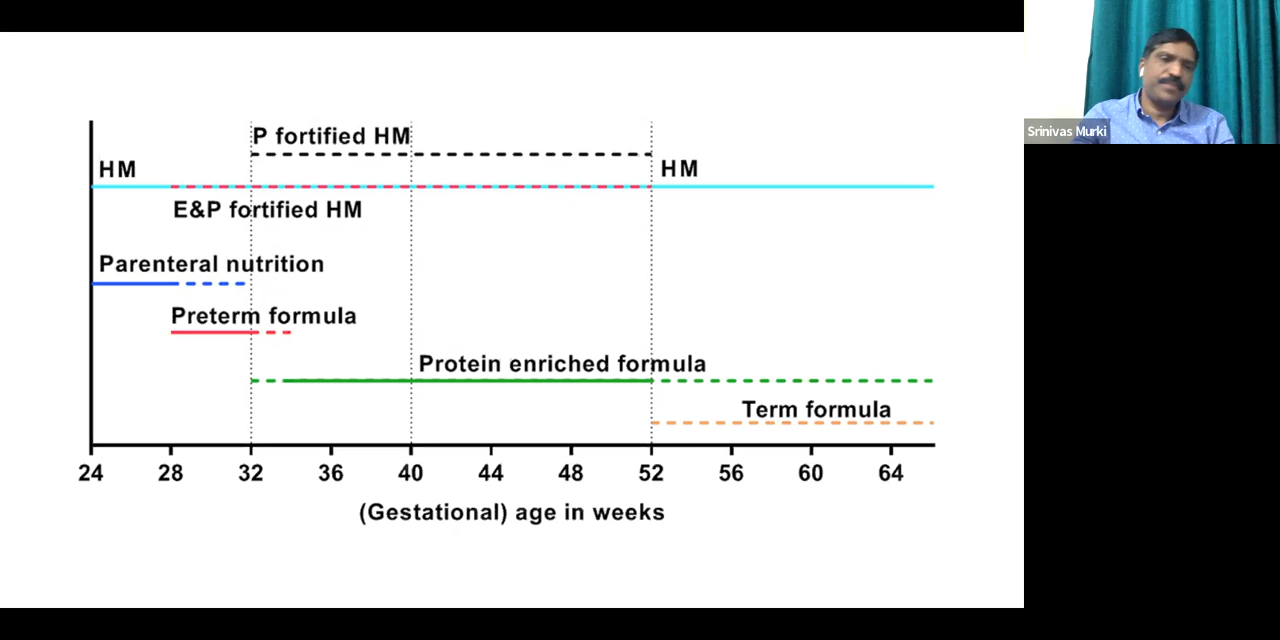 P fortified HM
HM
HM
E&P fortified HM
Parenteral nutrition
Preterm formula
Protein enriched formula
Term formula
24 28 32 36 40 44 48 52 56 60 64
(Gestational) age in weeks
Srinivas Murki